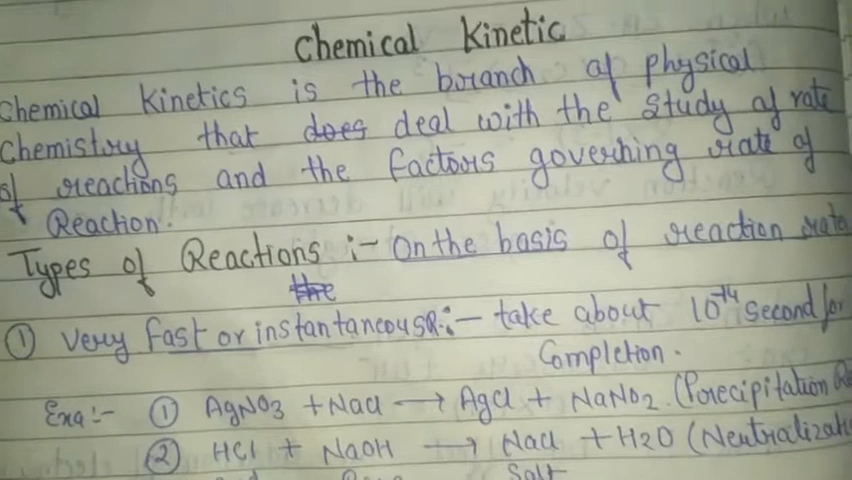 Chemical Kinetic
Chemical Kinetics is the branch of physical
Chemistry that does deal with the Study of rate
of reactions and the factors governing rate of
Reaction.
Types of Reactions :- On the basis of reaction rate
the
① Very fast or instantaneous R:- take about 10⁻¹⁴ second for
Completion.
Exa:- ① AgNO3 + Nacl → Agcl + NaNO2 (Precipitation Re
② HCl + NaOH → Nacl + H2O (Neutralizat
Salt